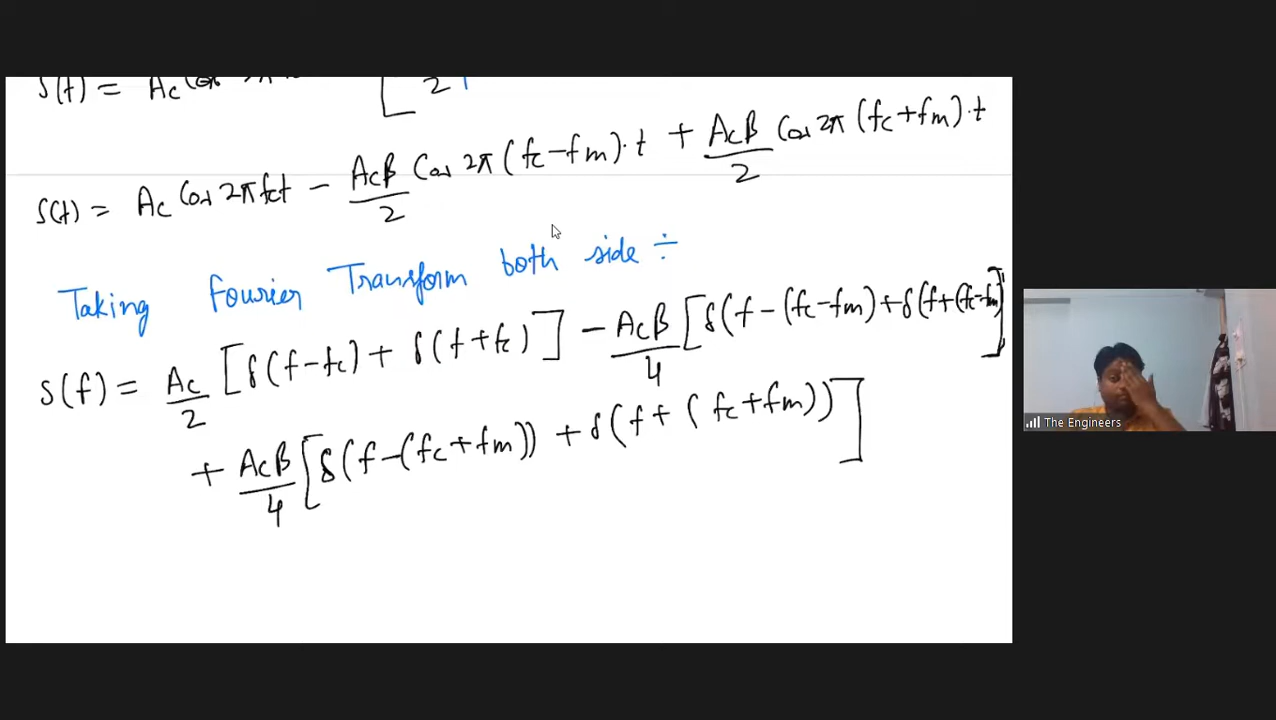 S(t) = Ac Cos 2
S(t) = Ac Cos 2πfct − AcB/2 Cos 2π(fc−fm)·t + AcB/2 Cos 2π(fc+fm)·t
Taking Fourier Transform both side ÷
S(f) = Ac/2 [δ(f−fc) + δ(f+fc)] − AcB/4 [δ(f−(fc−fm)+δ(f+(fc−fm)]
+ AcB/4 [δ(f−(fc+fm)) + δ(f+(fc+fm))]
The Engineers